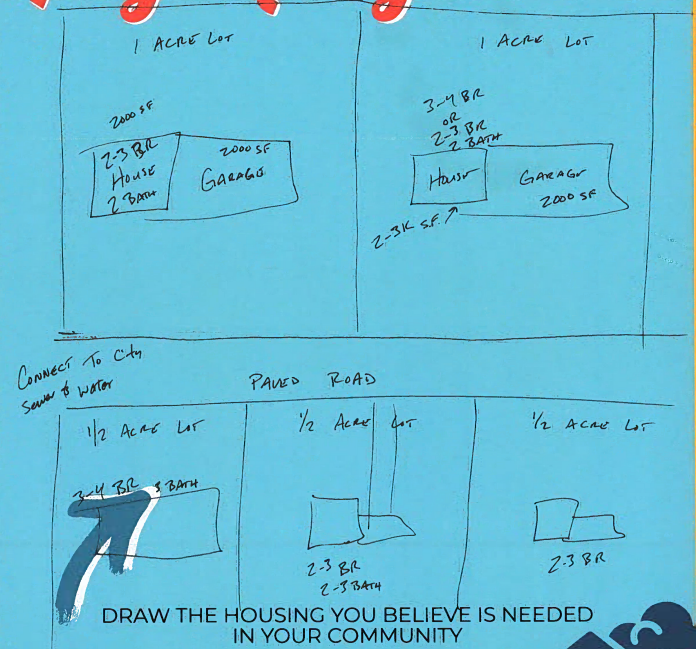 1 ACRE LOT
2000 SF
2-3 BR
HOUSE
2 BATH
2000 SF
GARAGE
1 ACRE LOT
3-4 BR
OR
2-3 BR
2 BATH
HOUSE
GARAGE
2000 SF
2-3K S.F.
CONNECT TO City
Sewer & WATER
PAVED ROAD
1/2 ACRE LOT
3-4 BR 3 BATH
1/2 ACRE LOT
2-3 BR
2-3 BATH
1/2 ACRE LOT
2-3 BR
DRAW THE HOUSING YOU BELIEVE IS NEEDED
IN YOUR COMMUNITY